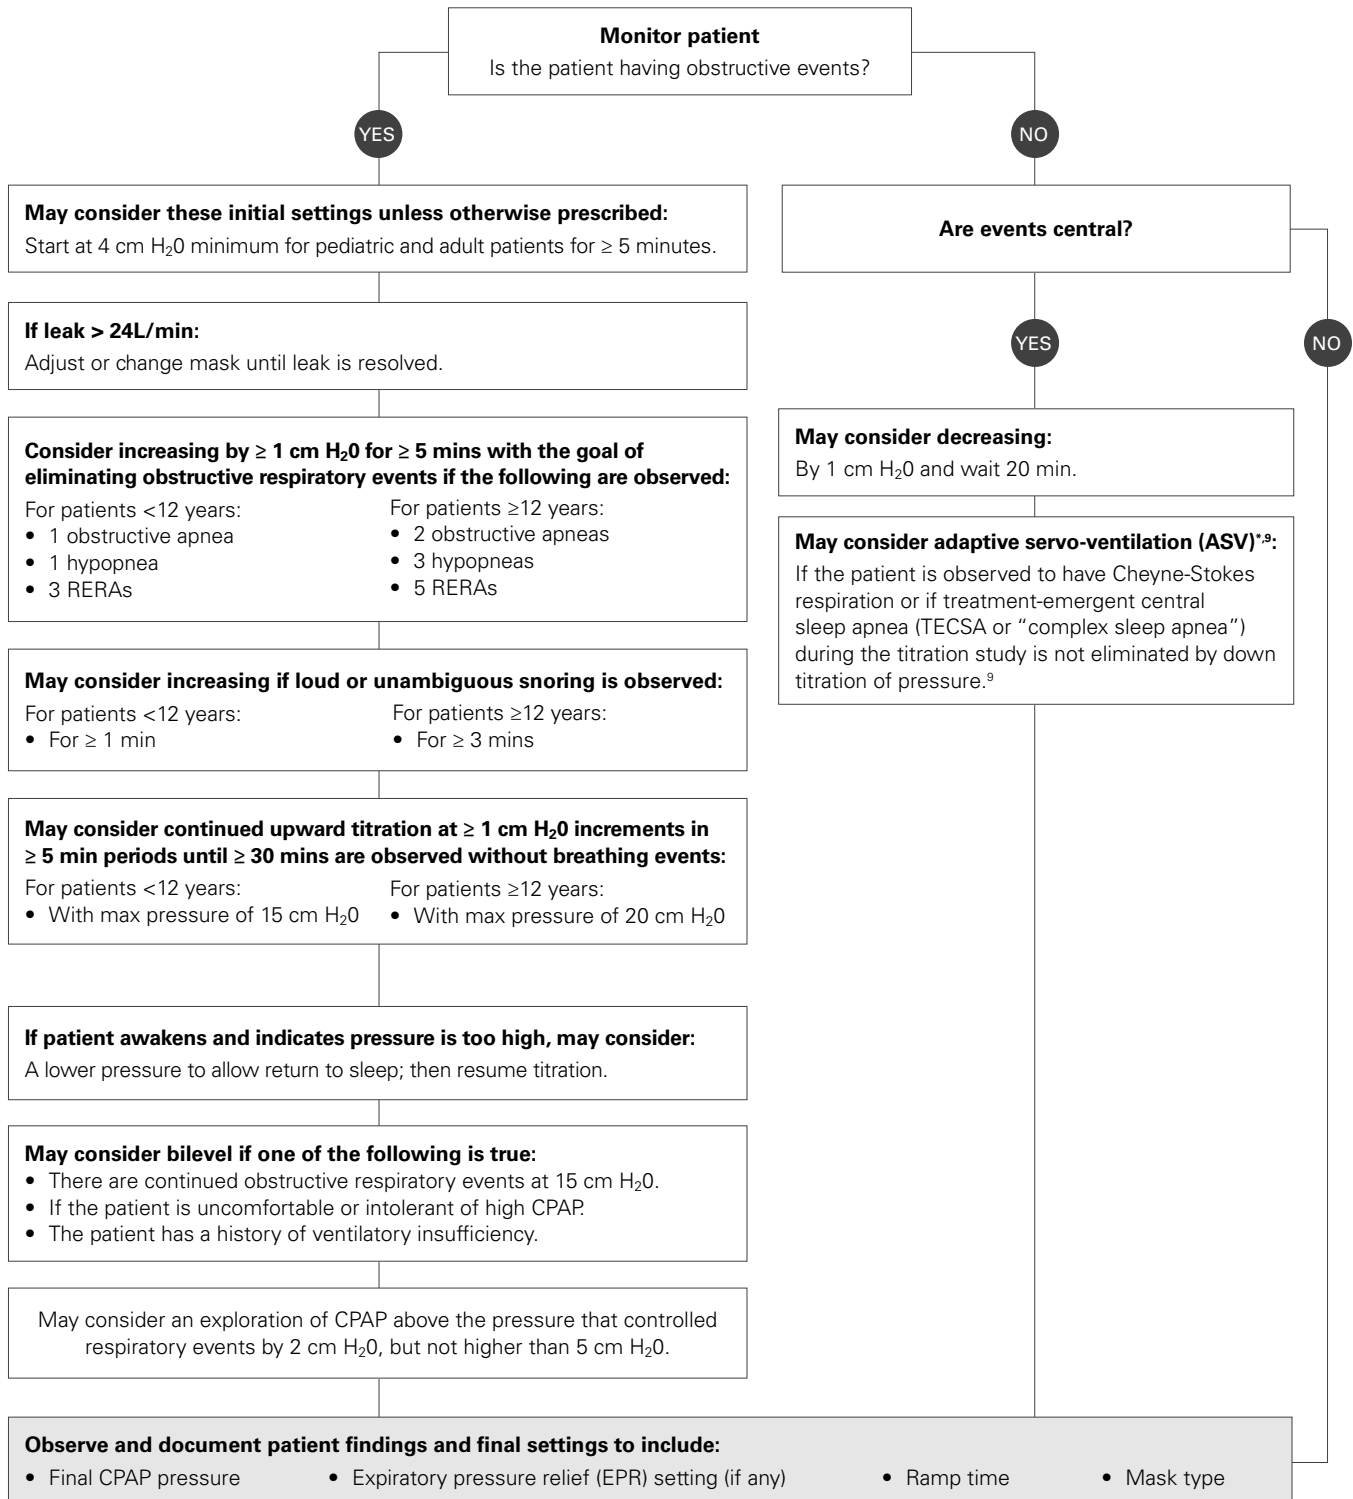 Monitor patient
Is the patient having obstructive events?
YES
NO
May consider these initial settings unless otherwise prescribed:
Start at 4 cm H₂0 minimum for pediatric and adult patients for ≥ 5 minutes.
Are events central?
If leak > 24L/min:
Adjust or change mask until leak is resolved.
YES
NO
Consider increasing by ≥ 1 cm H₂0 for ≥ 5 mins with the goal of
eliminating obstructive respiratory events if the following are observed:
For patients <12 years:
• 1 obstructive apnea
• 1 hypopnea
• 3 RERAs
For patients ≥12 years:
• 2 obstructive apneas
• 3 hypopneas
• 5 RERAs
May consider decreasing:
By 1 cm H₂0 and wait 20 min.
May consider adaptive servo-ventilation (ASV)*,⁹:
If the patient is observed to have Cheyne-Stokes
respiration or if treatment-emergent central
sleep apnea (TECSA or “complex sleep apnea”)
during the titration study is not eliminated by down
titration of pressure.⁹
May consider increasing if loud or unambiguous snoring is observed:
For patients <12 years:
• For ≥ 1 min
For patients ≥12 years:
• For ≥ 3 mins
May consider continued upward titration at ≥ 1 cm H₂0 increments in
≥ 5 min periods until ≥ 30 mins are observed without breathing events:
For patients <12 years:
• With max pressure of 15 cm H₂0
For patients ≥12 years:
• With max pressure of 20 cm H₂0
If patient awakens and indicates pressure is too high, may consider:
A lower pressure to allow return to sleep; then resume titration.
May consider bilevel if one of the following is true:
• There are continued obstructive respiratory events at 15 cm H₂0.
• If the patient is uncomfortable or intolerant of high CPAP.
• The patient has a history of ventilatory insufficiency.
May consider an exploration of CPAP above the pressure that controlled
respiratory events by 2 cm H₂0, but not higher than 5 cm H₂0.
Observe and document patient findings and final settings to include:
• Final CPAP pressure • Expiratory pressure relief (EPR) setting (if any) • Ramp time • Mask type